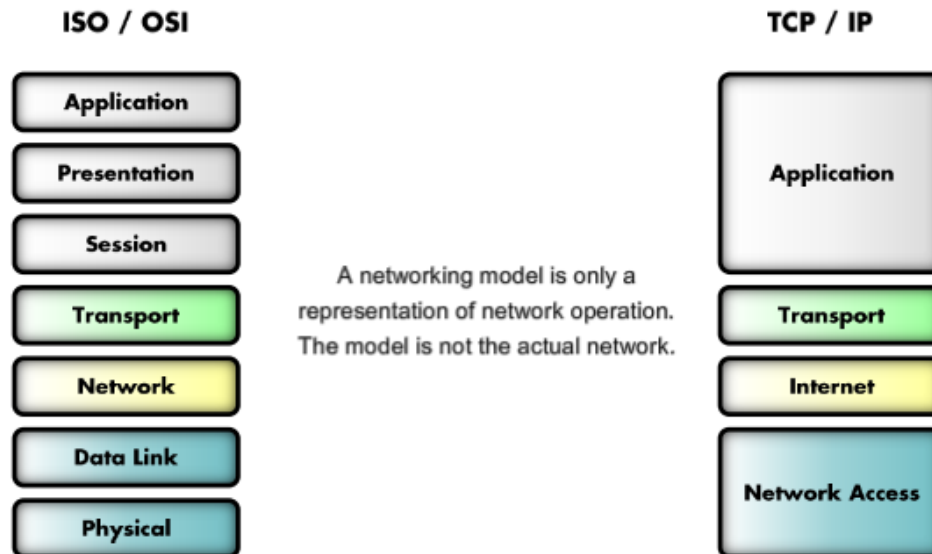 ISO / OSI
Application
Presentation
Session
Transport
Network
Data Link
Physical
A networking model is only a
representation of network operation.
The model is not the actual network.
TCP / IP
Application
Transport
Internet
Network Access